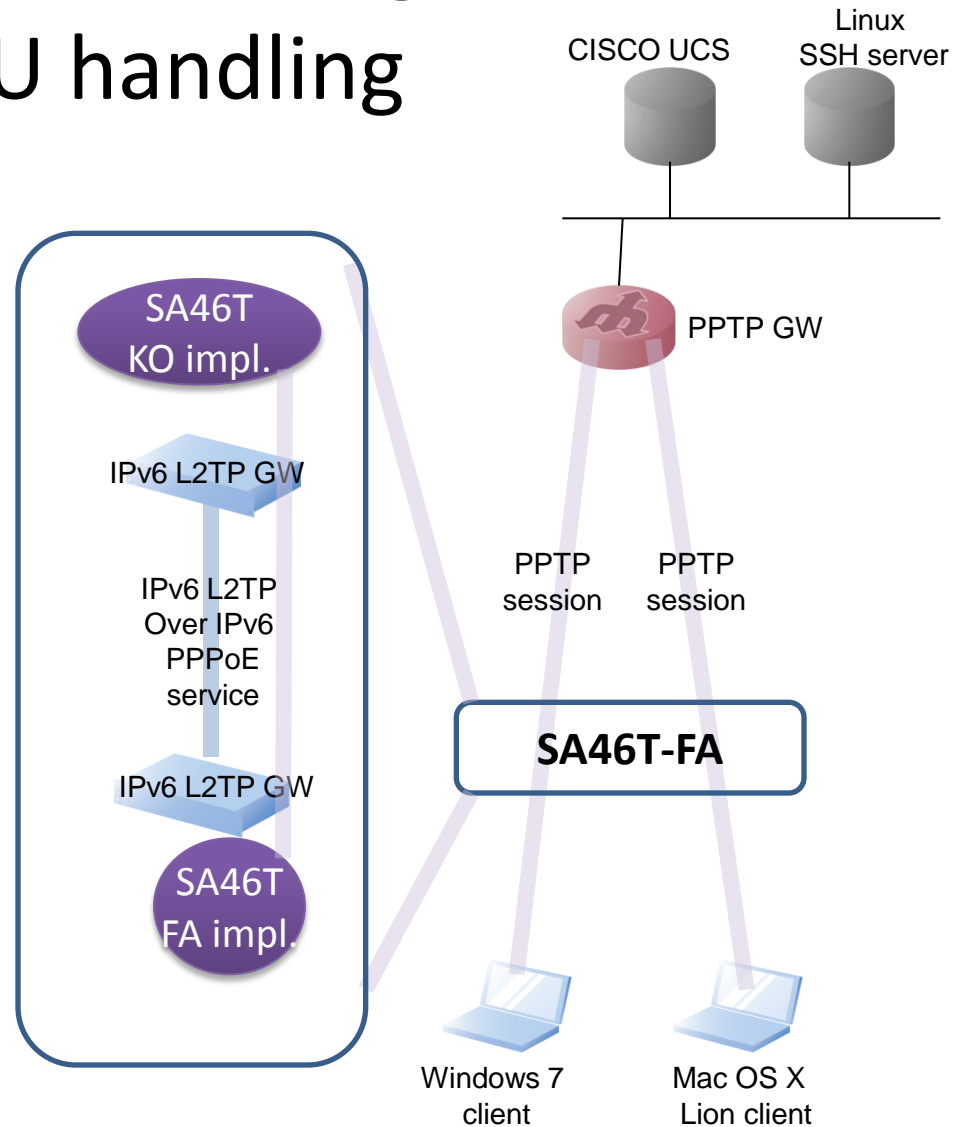 U handling
CISCO UCS
Linux
SSH server
PPTP GW
SA46T
KO impl.
IPv6 L2TP GW
IPv6 L2TP
Over IPv6
PPPoE
service
IPv6 L2TP GW
SA46T
FA impl.
PPTP
session
PPTP
session
SA46T-FA
Windows 7
client
Mac OS X
Lion client